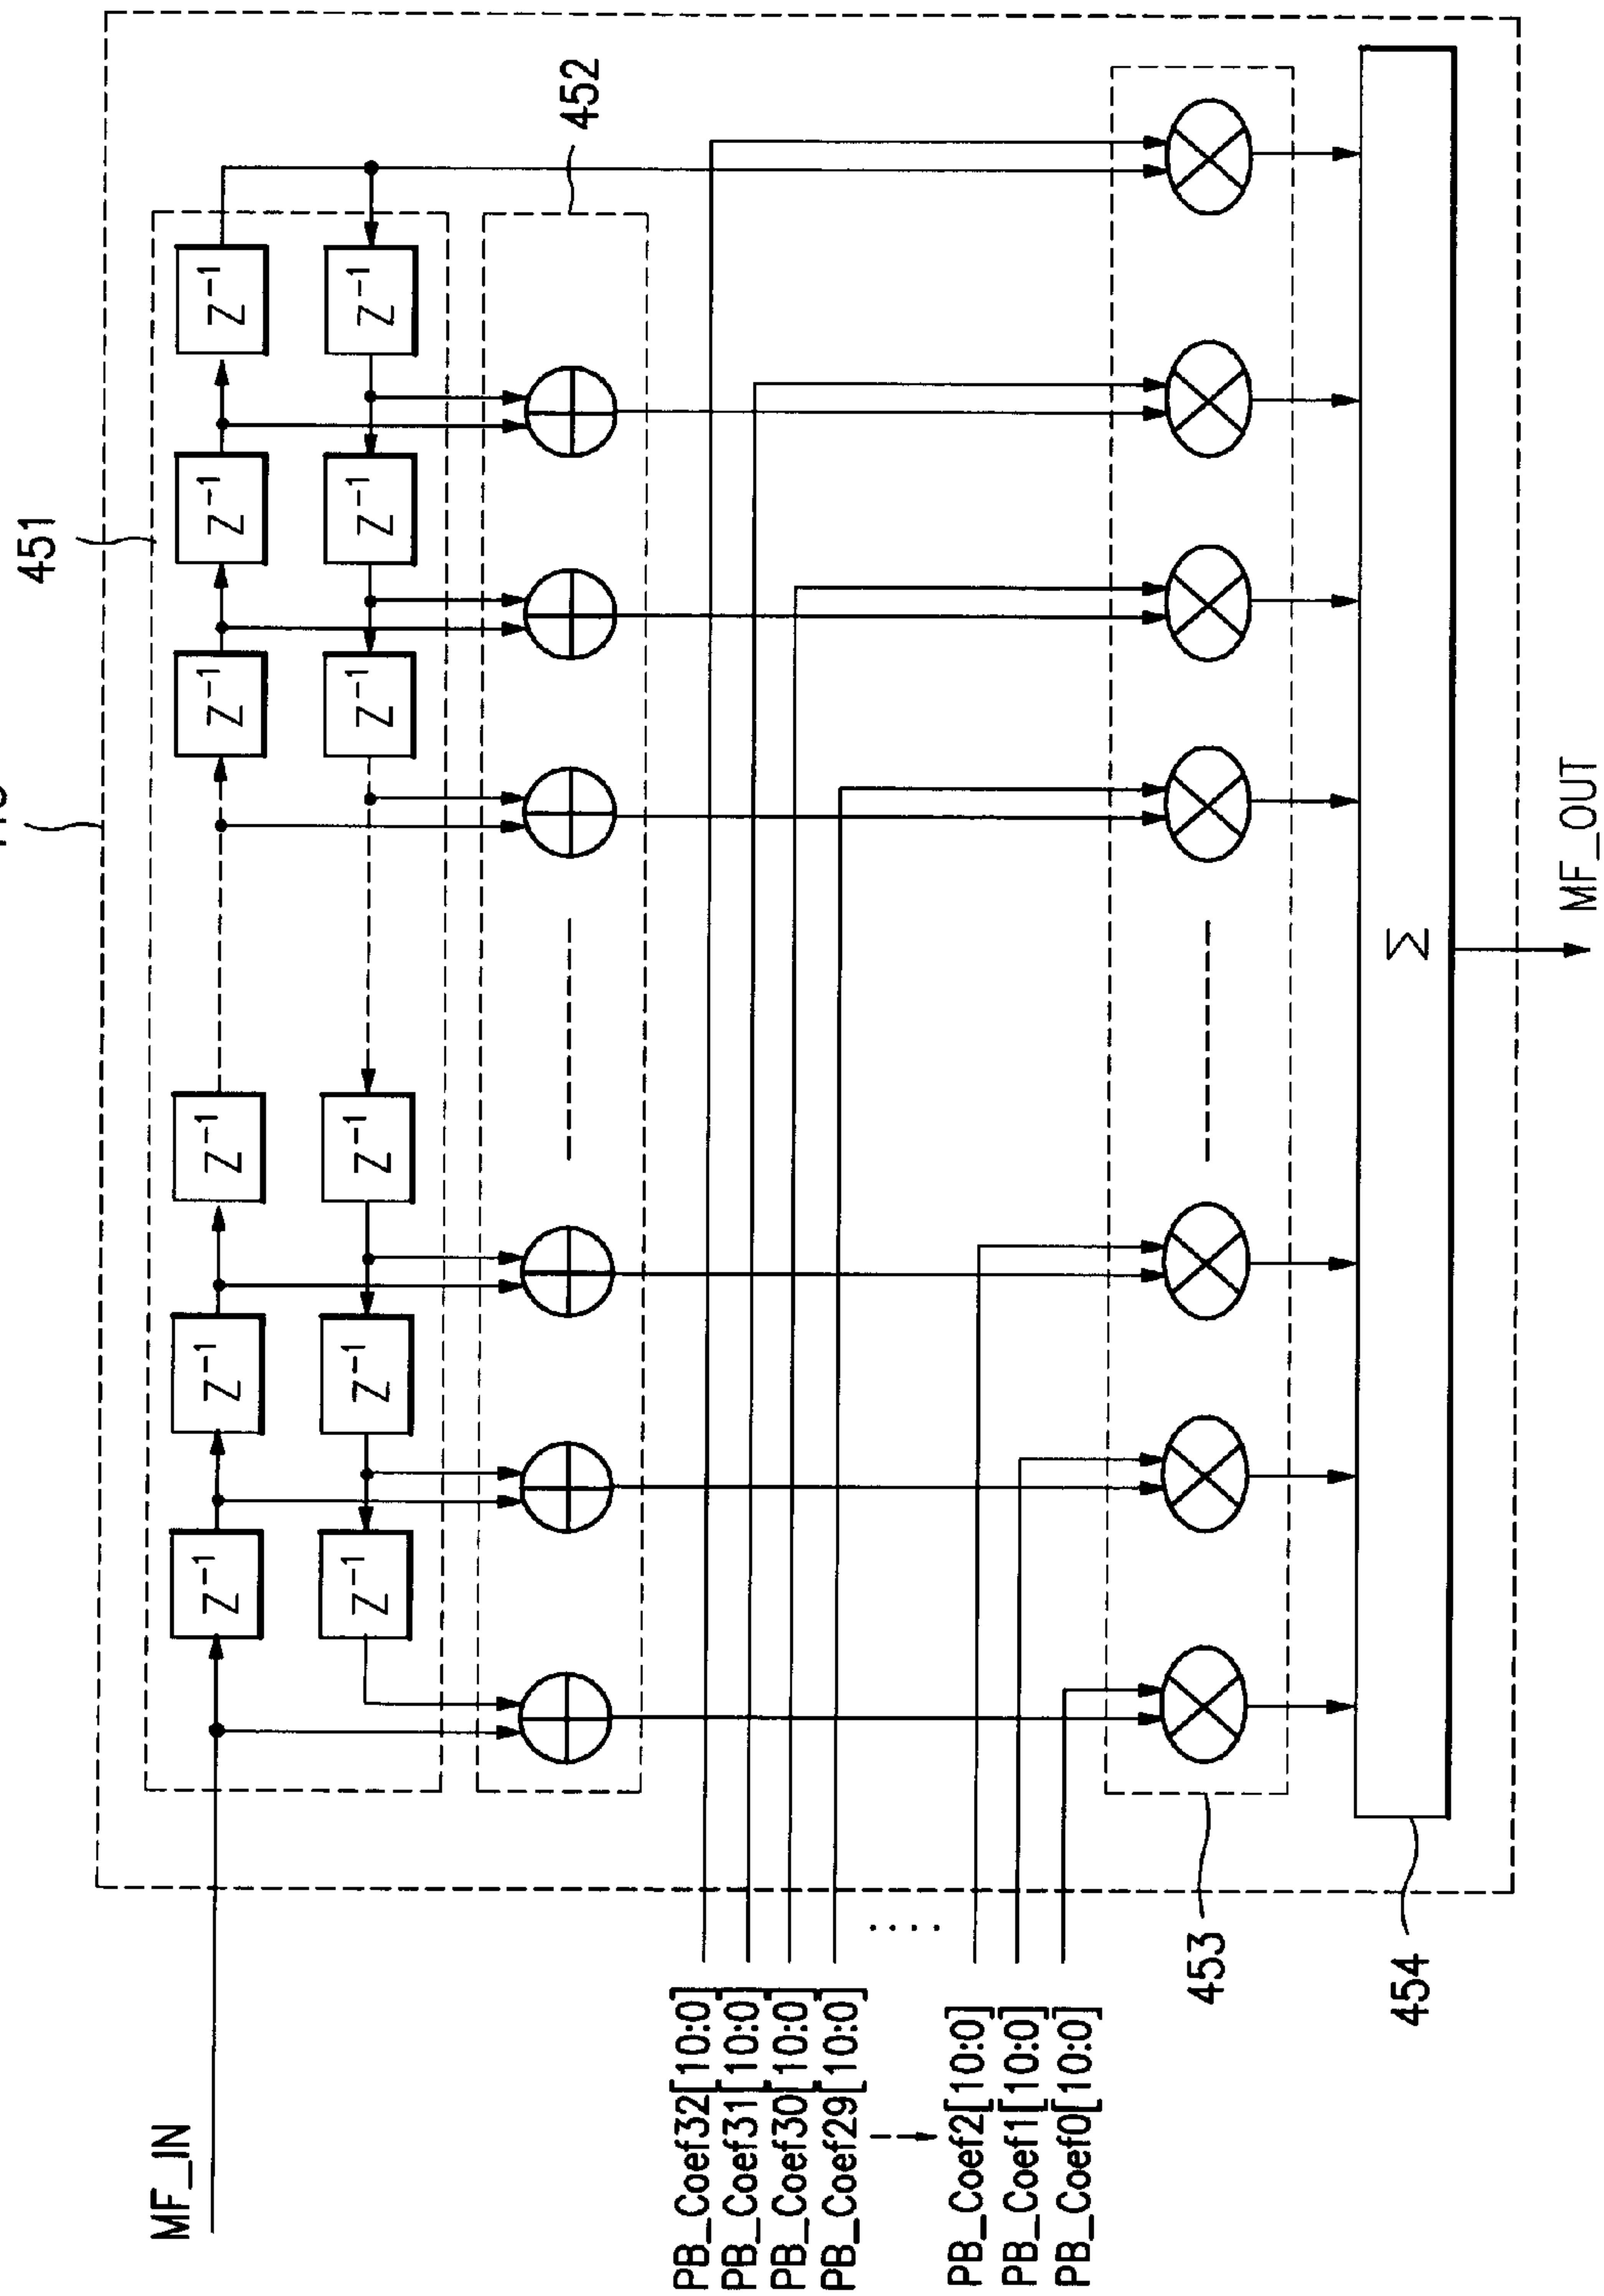 451
MF_IN
Z⁻¹
Z⁻¹
Z⁻¹
Z⁻¹
Z⁻¹
Z⁻¹
Z⁻¹
Z⁻¹
Z⁻¹
Z⁻¹
Z⁻¹
Z⁻¹
452
PB_Coef32[10:0]
PB_Coef31[10:0]
PB_Coef30[10:0]
PB_Coef29[10:0]
....
PB_Coef2[10:0]
PB_Coef1[10:0]
PB_Coef0[10:0]
453
454
Σ
MF_OUT